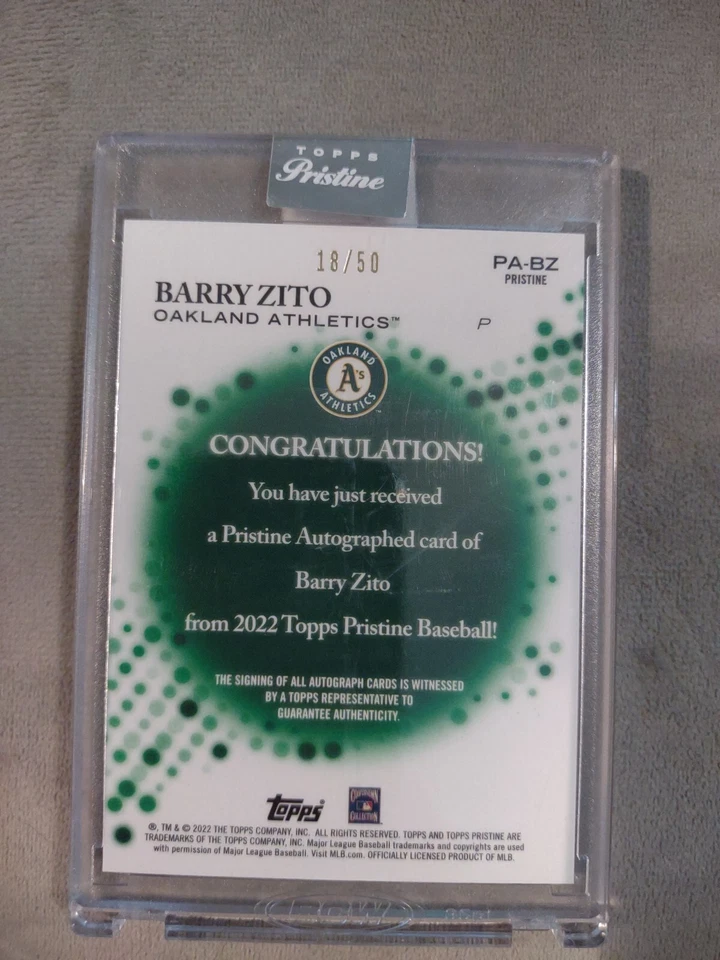 TOPPS
Pristine
18/50
PA-BZ
PRISTINE
BARRY ZITO
OAKLAND ATHLETICS™
P
OAKLAND
A's
ATHLETICS
CONGRATULATIONS!
You have just received
a Pristine Autographed card of
Barry Zito
from 2022 Topps Pristine Baseball!
THE SIGNING OF ALL AUTOGRAPH CARDS IS WITNESSED
BY A TOPPS REPRESENTATIVE TO
GUARANTEE AUTHENTICITY.
topps
COOPERSTOWN
COLLECTION
®, TM & © 2022 THE TOPPS COMPANY, INC. ALL RIGHTS RESERVED. TOPPS AND TOPPS PRISTINE ARE
TRADEMARKS OF THE TOPPS COMPANY, INC. Major League Baseball trademarks and copyrights are used
with permission of Major League Baseball. Visit MLB.com. OFFICIALLY LICENSED PRODUCT OF MLB.